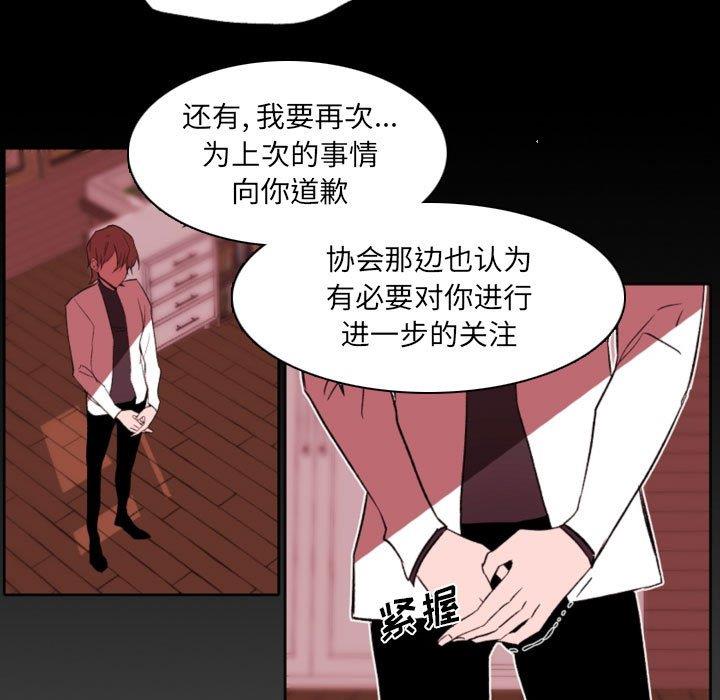 还有, 我要再次...
为上次的事情
向你道歉
协会那边也认为
有必要对你进行
进一步的关注
紧握